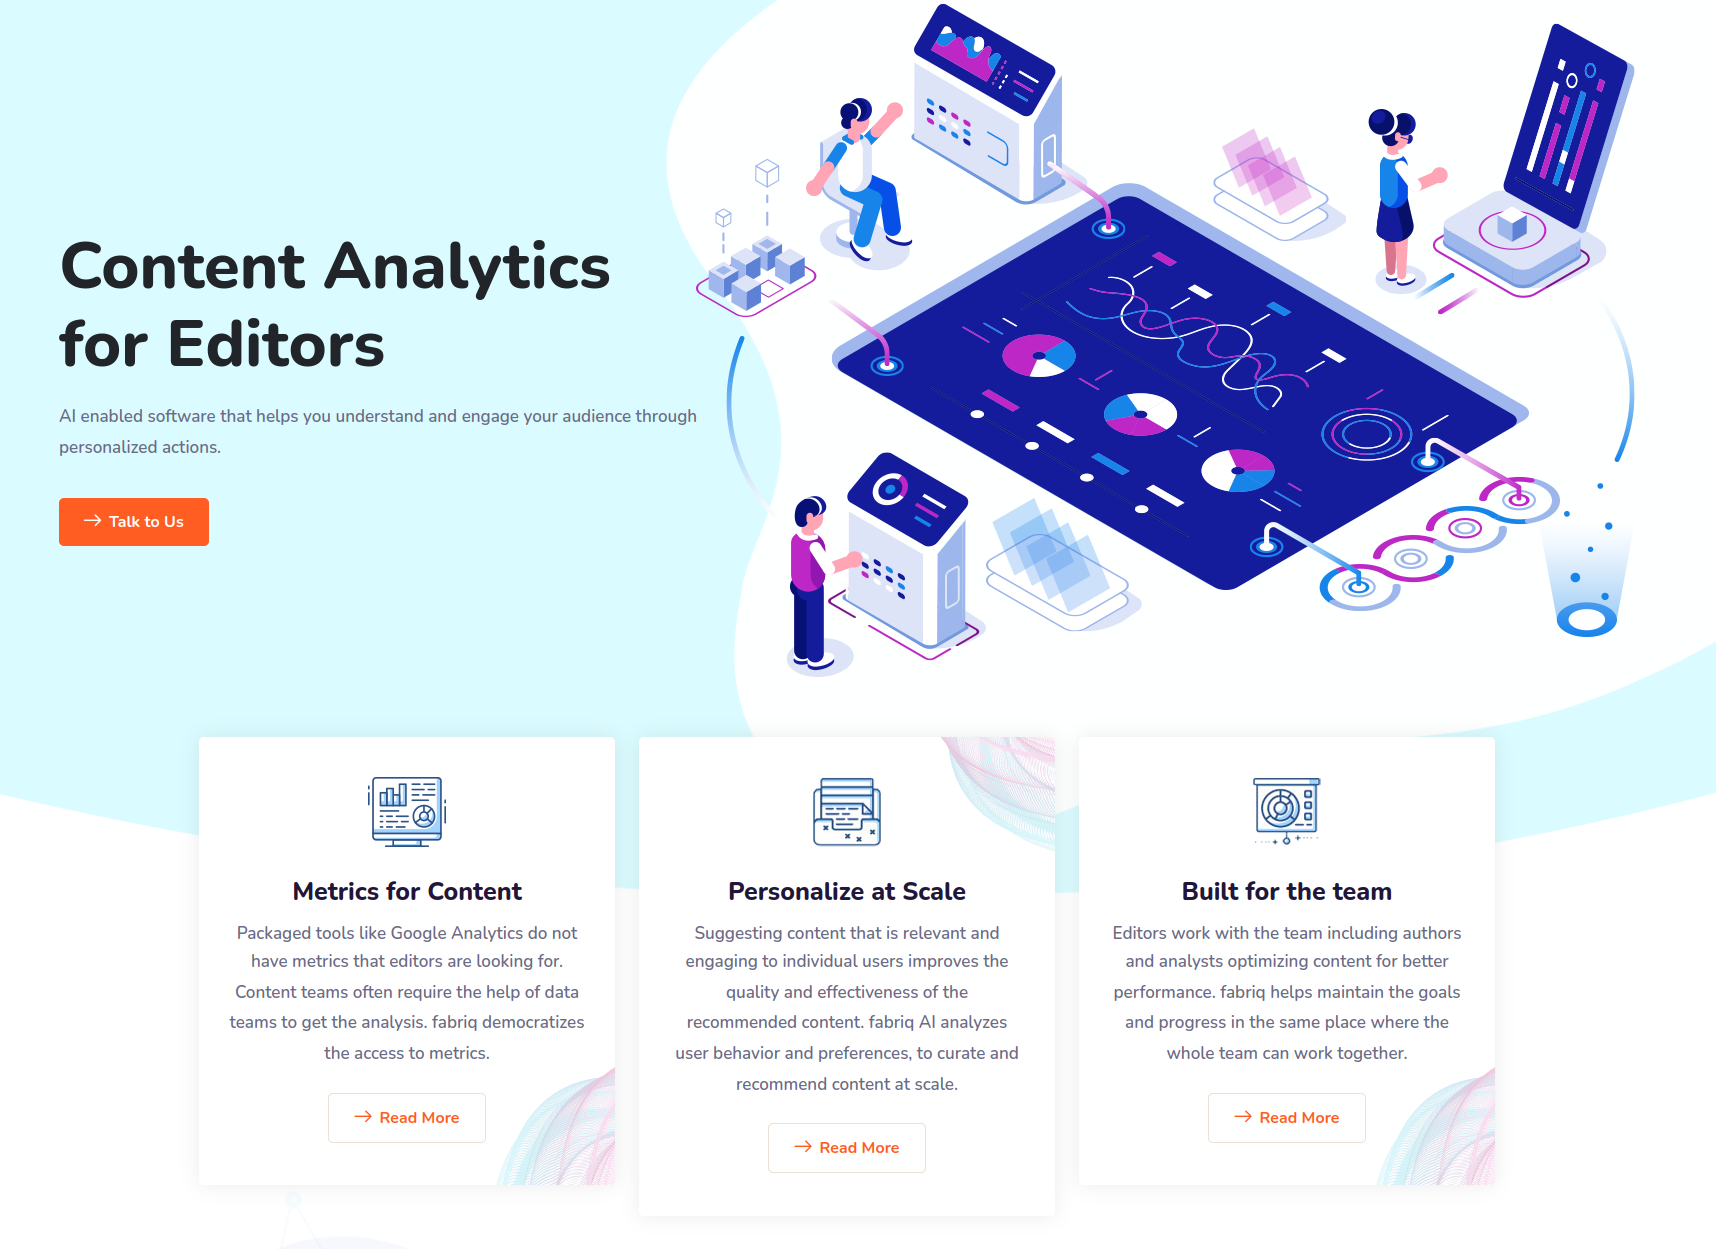 Content Analytics
for Editors
AI enabled software that helps you understand and engage your audience through
personalized actions.
Talk to Us
Metrics for Content
Packaged tools like Google Analytics do not
have metrics that editors are looking for.
Content teams often require the help of data
teams to get the analysis. fabriq democratizes
the access to metrics.
Read More
Personalize at Scale
Suggesting content that is relevant and
engaging to individual users improves the
quality and effectiveness of the
recommended content. fabriq AI analyzes
user behavior and preferences, to curate and
recommend content at scale.
Read More
Built for the team
Editors work with the team including authors
and analysts optimizing content for better
performance. fabriq helps maintain the goals
and progress in the same place where the
whole team can work together.
Read More